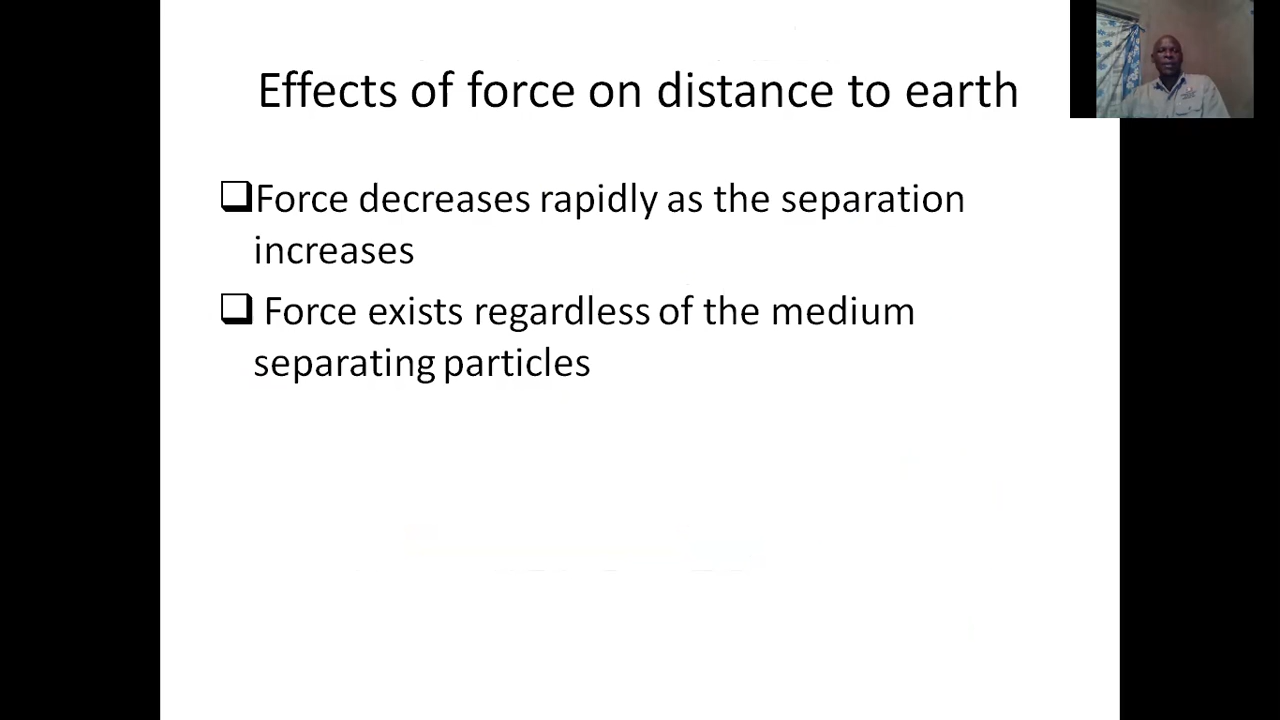 Effects of force on distance to earth
Force decreases rapidly as the separation
increases
Force exists regardless of the medium
separating particles